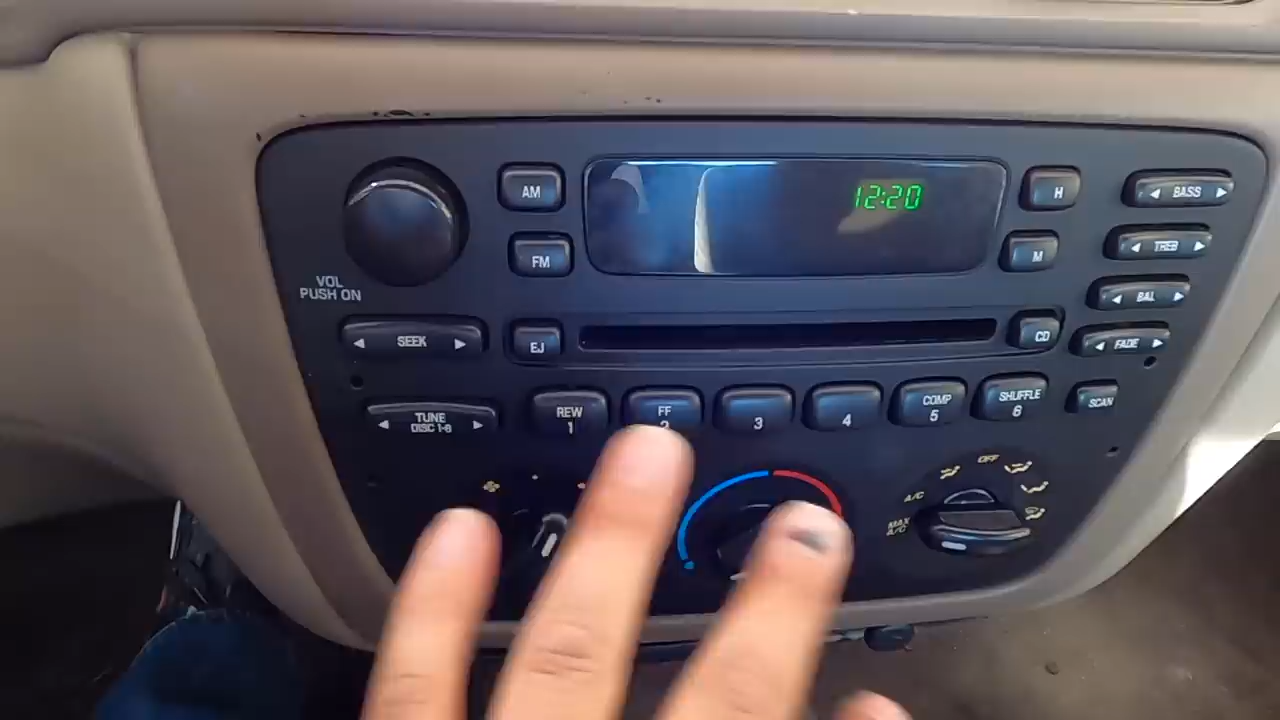 AM
12:20
H
BASS
FM
M
TREB
VOL
PUSH ON
BAL
SEEK
EJ
CD
FADE
TUNE
DISC 1-6
REW
1
FF
2
3
4
COMP
5
SHUFFLE
6
SCAN
OFF
A/C
MAX
A/C